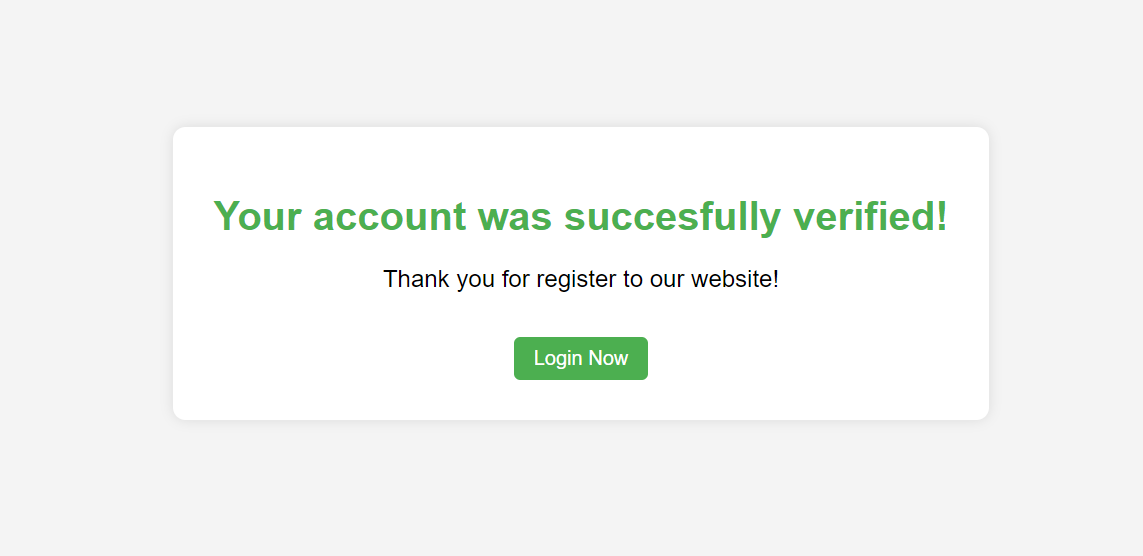 Your account was succesfully verified!
Thank you for register to our website!
Login Now